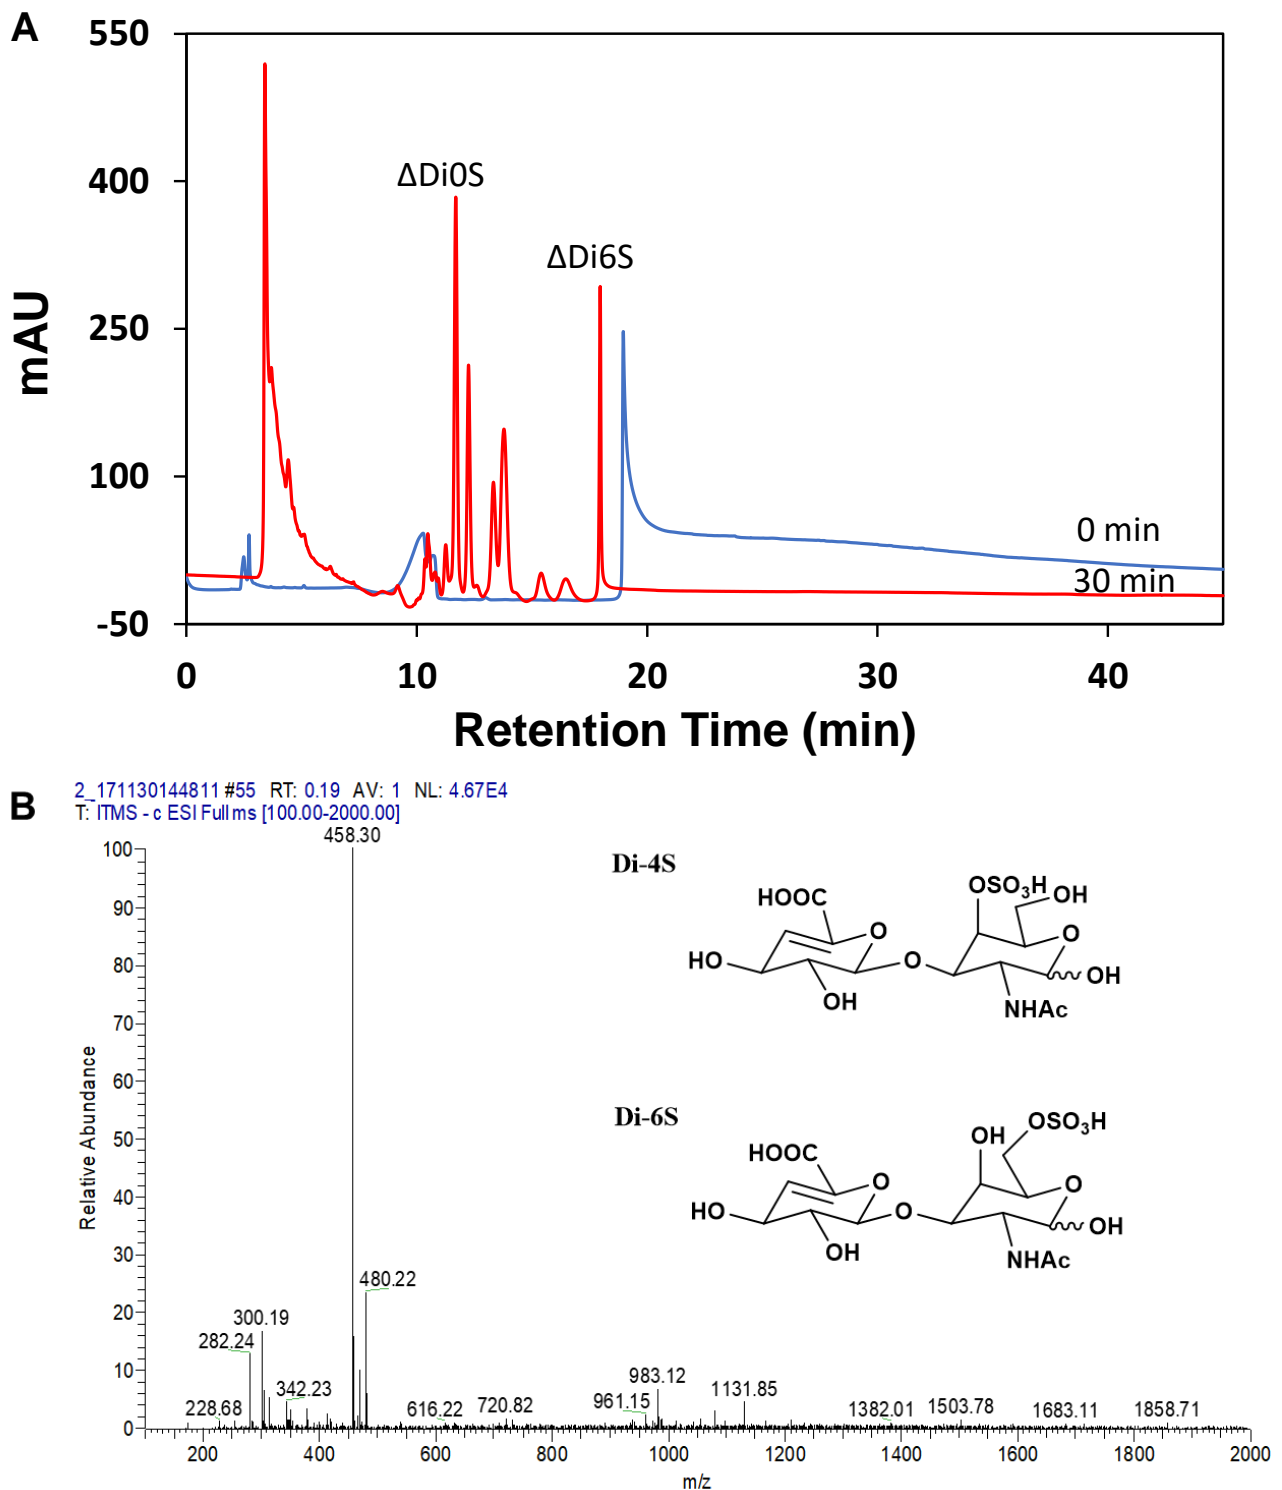 A
550
400
250
100
-50
mAU
ΔDi0S
ΔDi6S
0 min
30 min
0 10 20 30 40
Retention Time (min)
B
2_171130144811 #55 RT: 0.19 AV: 1 NL: 4.67E4
T: ITMS - c ESI Full ms [100.00-2000.00]
458.30
100
90
80
70
60
50
40
30
20
10
0
Relative Abundance
480.22
300.19
282.24
342.23
228.68
616.22
720.82
961.15
983.12
1131.85
1382.01
1503.78
1683.11
1858.71
200 400 600 800 1000 1200 1400 1600 1800 2000
m/z
Di-4S
HOOC
O
HO
OH
O
OSO3H
OH
O
OH
NHAc
Di-6S
HOOC
O
HO
OH
O
OH
OSO3H
O
OH
NHAc